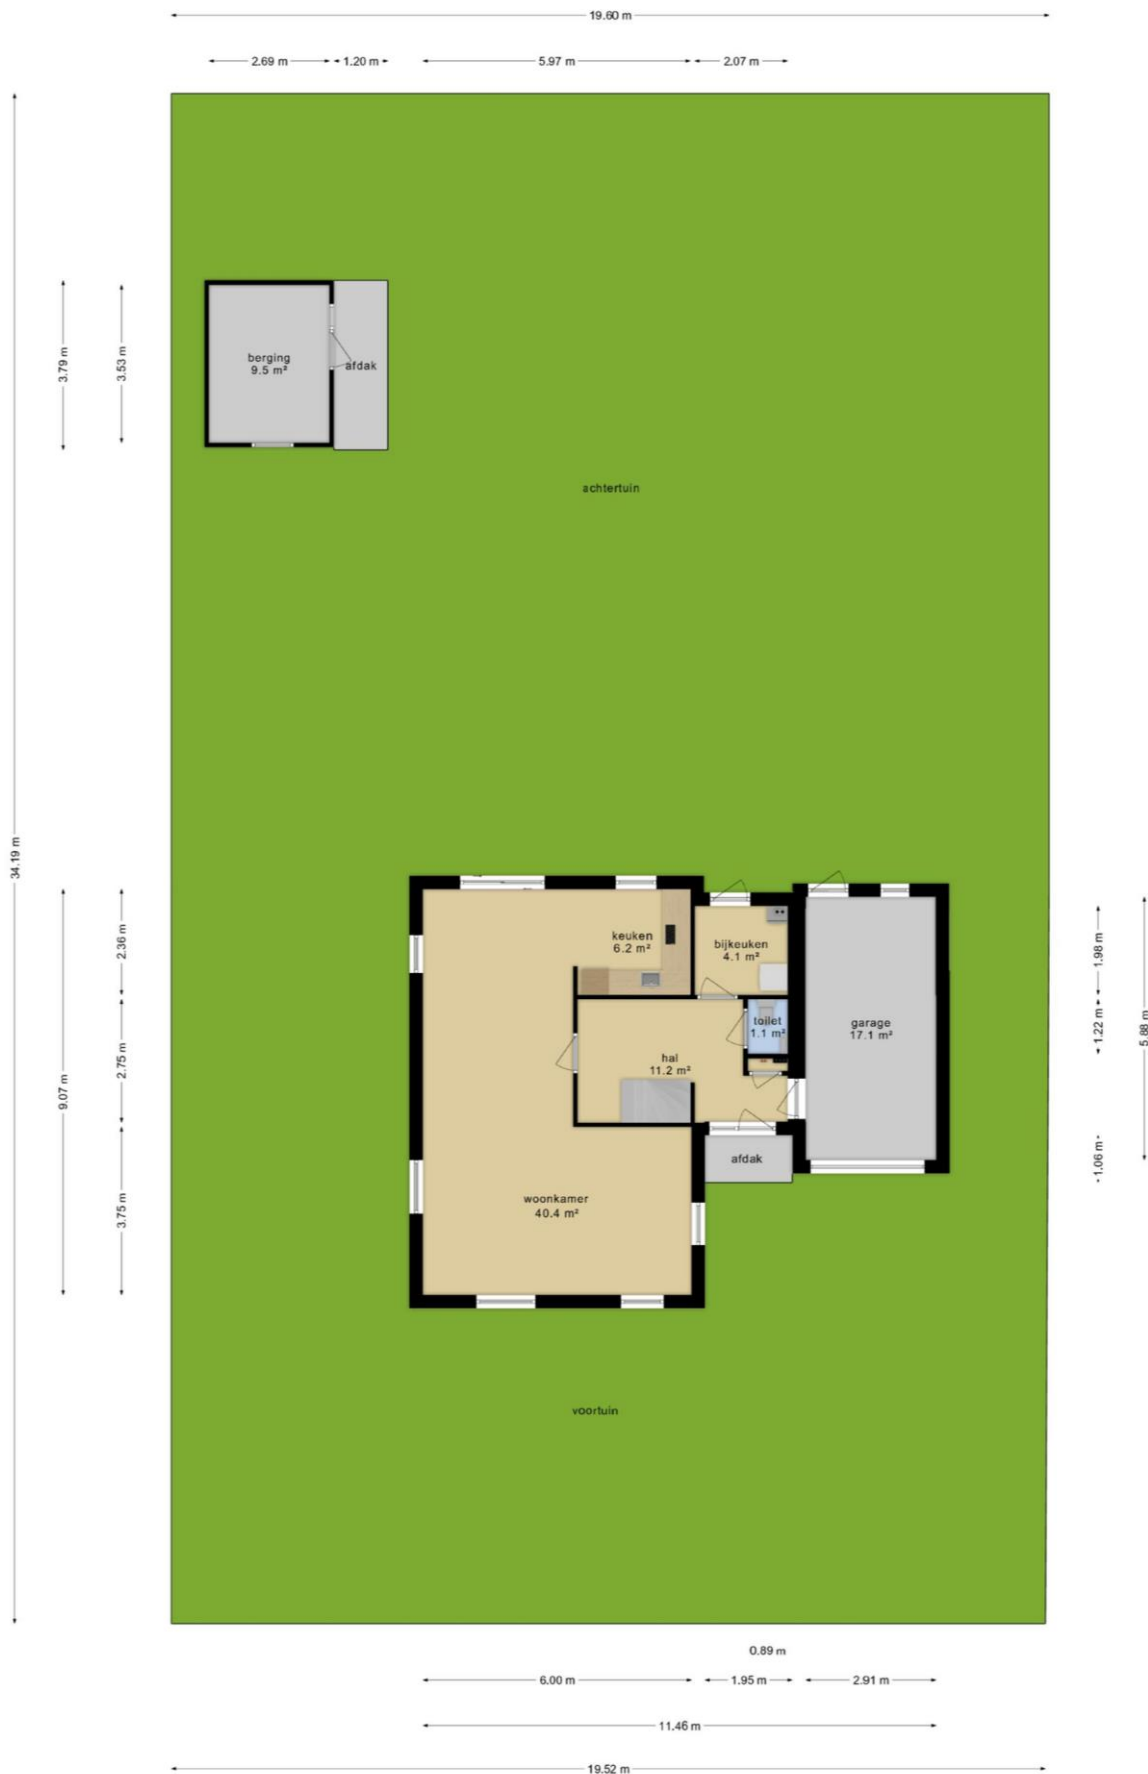 19.60 m
2.69 m
1.20 m
5.97 m
2.07 m
34.19 m
3.79 m
3.53 m
berging
9.5 m²
afdak
achtertuin
9.07 m
2.36 m
2.75 m
3.75 m
keuken
6.2 m²
bijkeuken
4.1 m²
toilet
1.1 m²
garage
17.1 m²
hal
11.2 m²
afdak
woonkamer
40.4 m²
1.98 m
1.22 m
1.06 m
5.88 m
voortuin
0.89 m
6.00 m
1.95 m
2.91 m
11.46 m
19.52 m